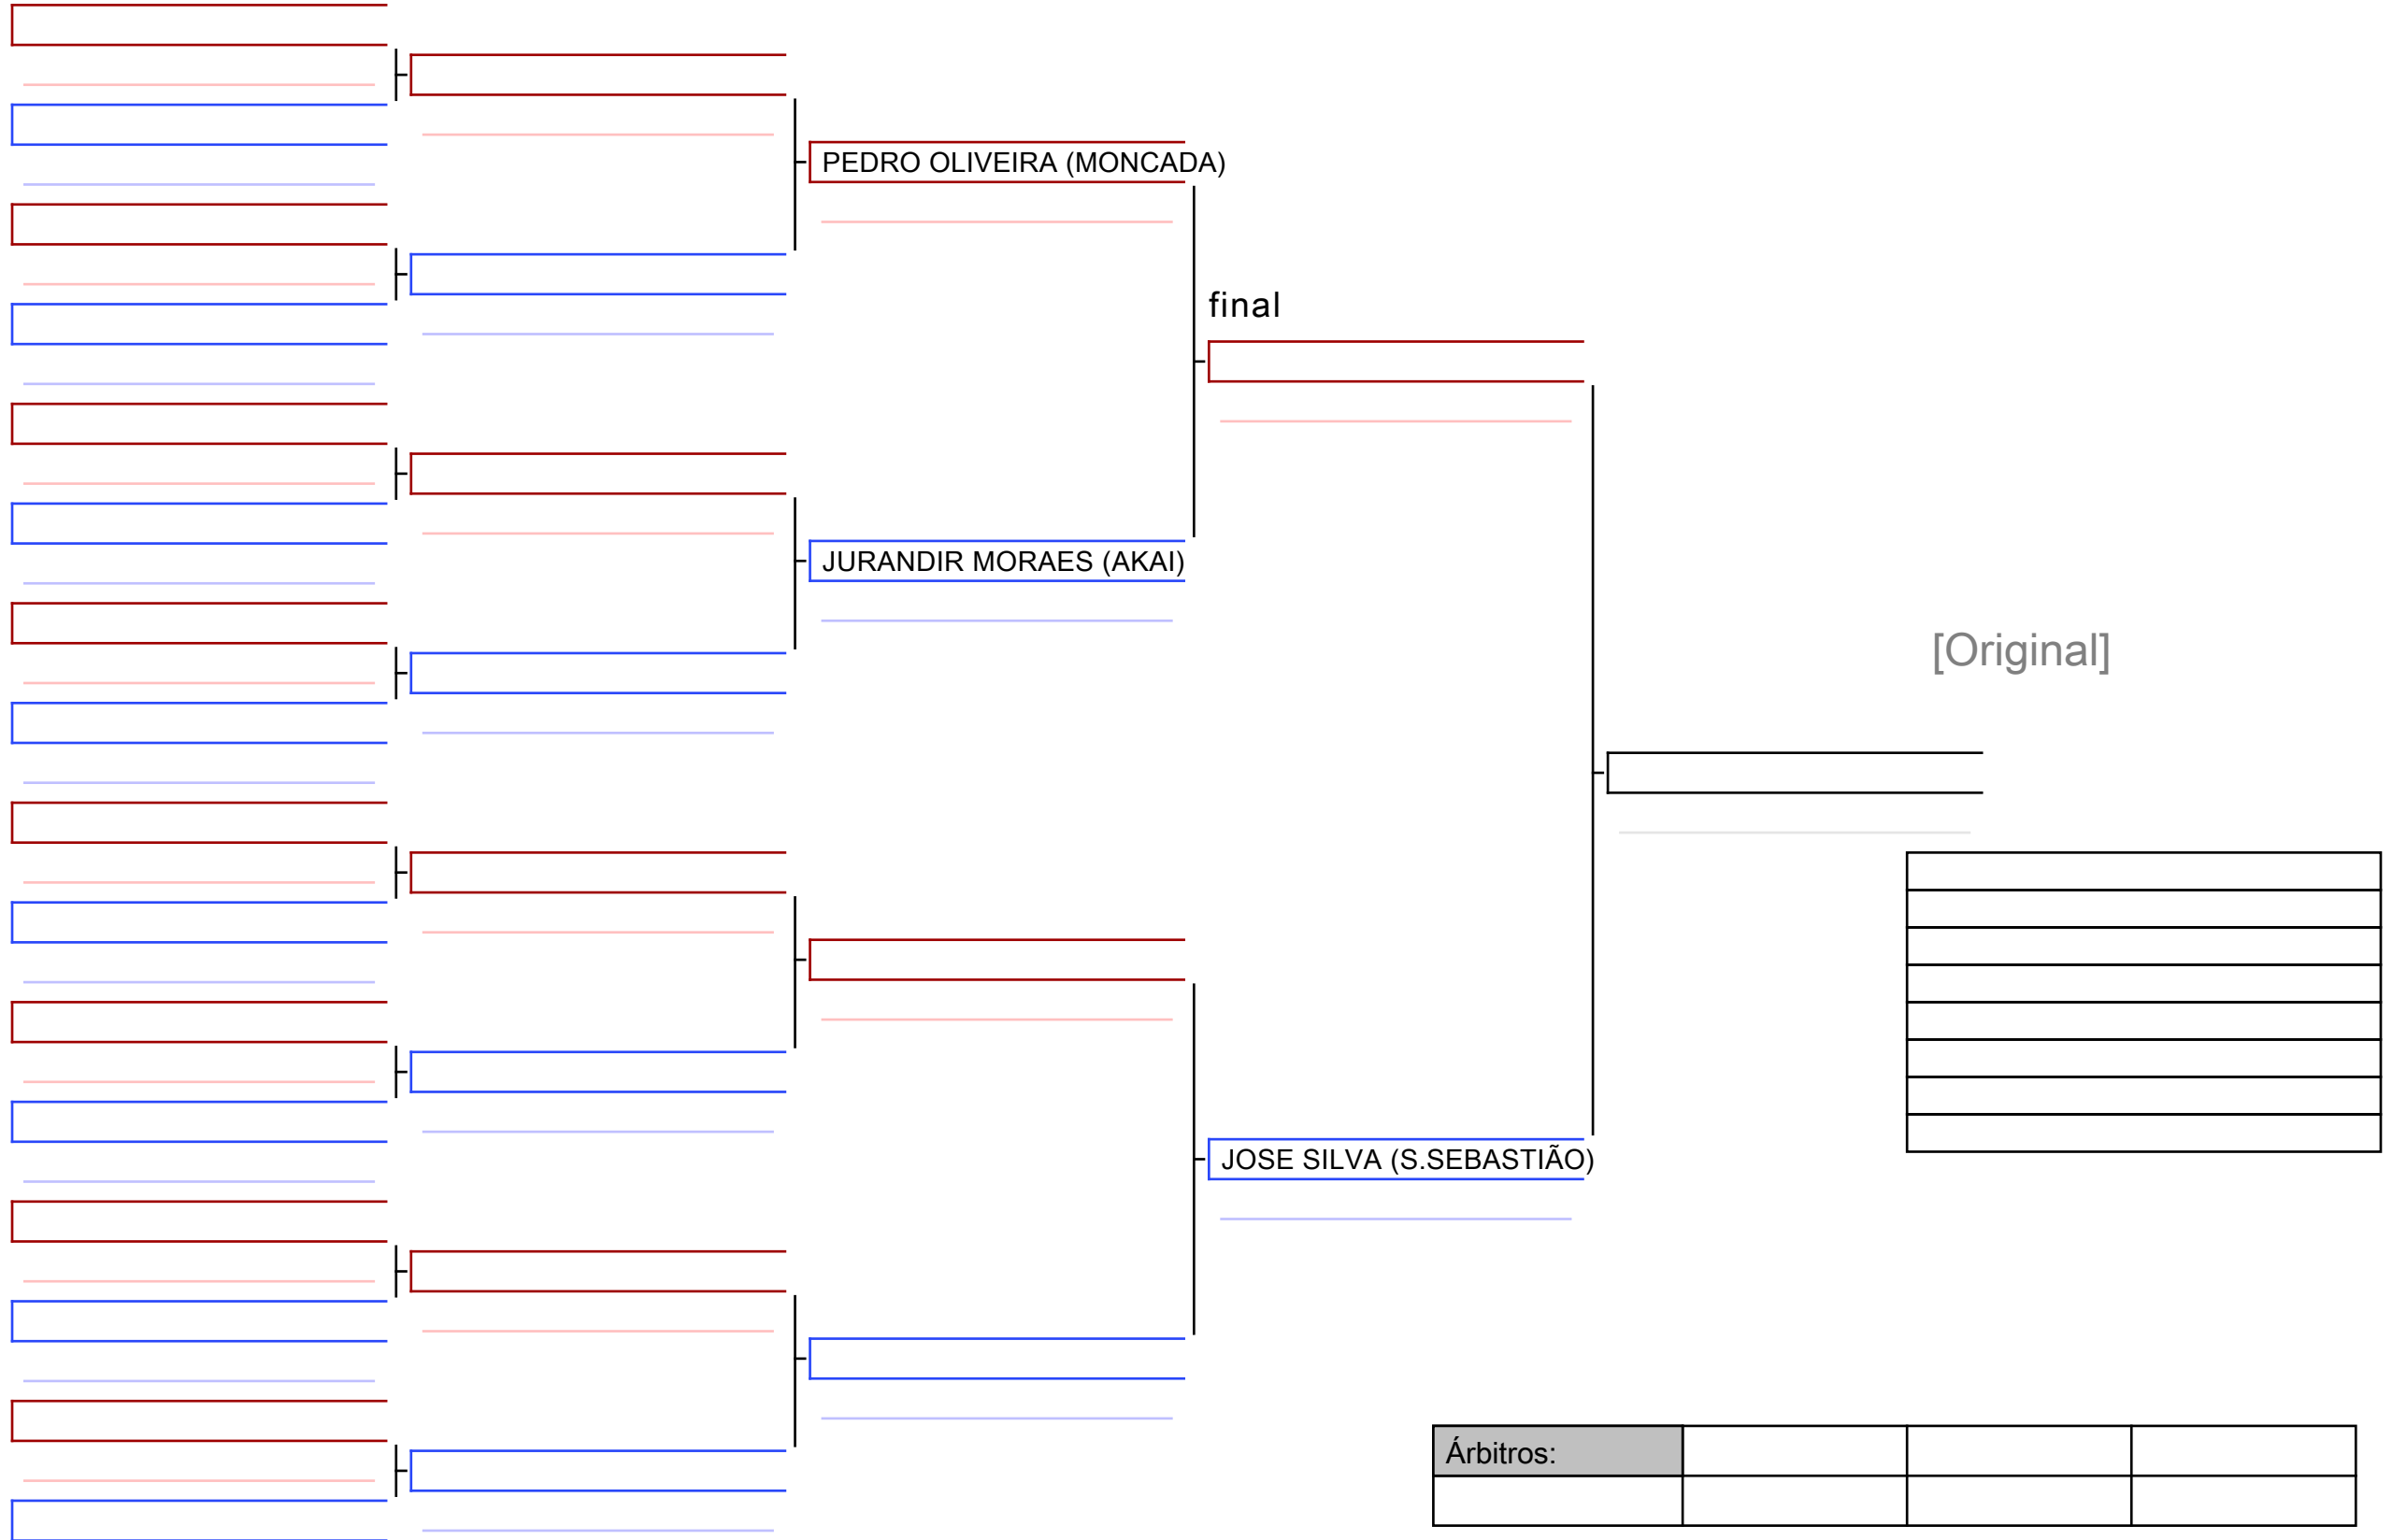 PEDRO OLIVEIRA (MONCADA)
final
JURANDIR MORAES (AKAI)
[Original]
JOSE SILVA (S.SEBASTIÃO)
Árbitros: